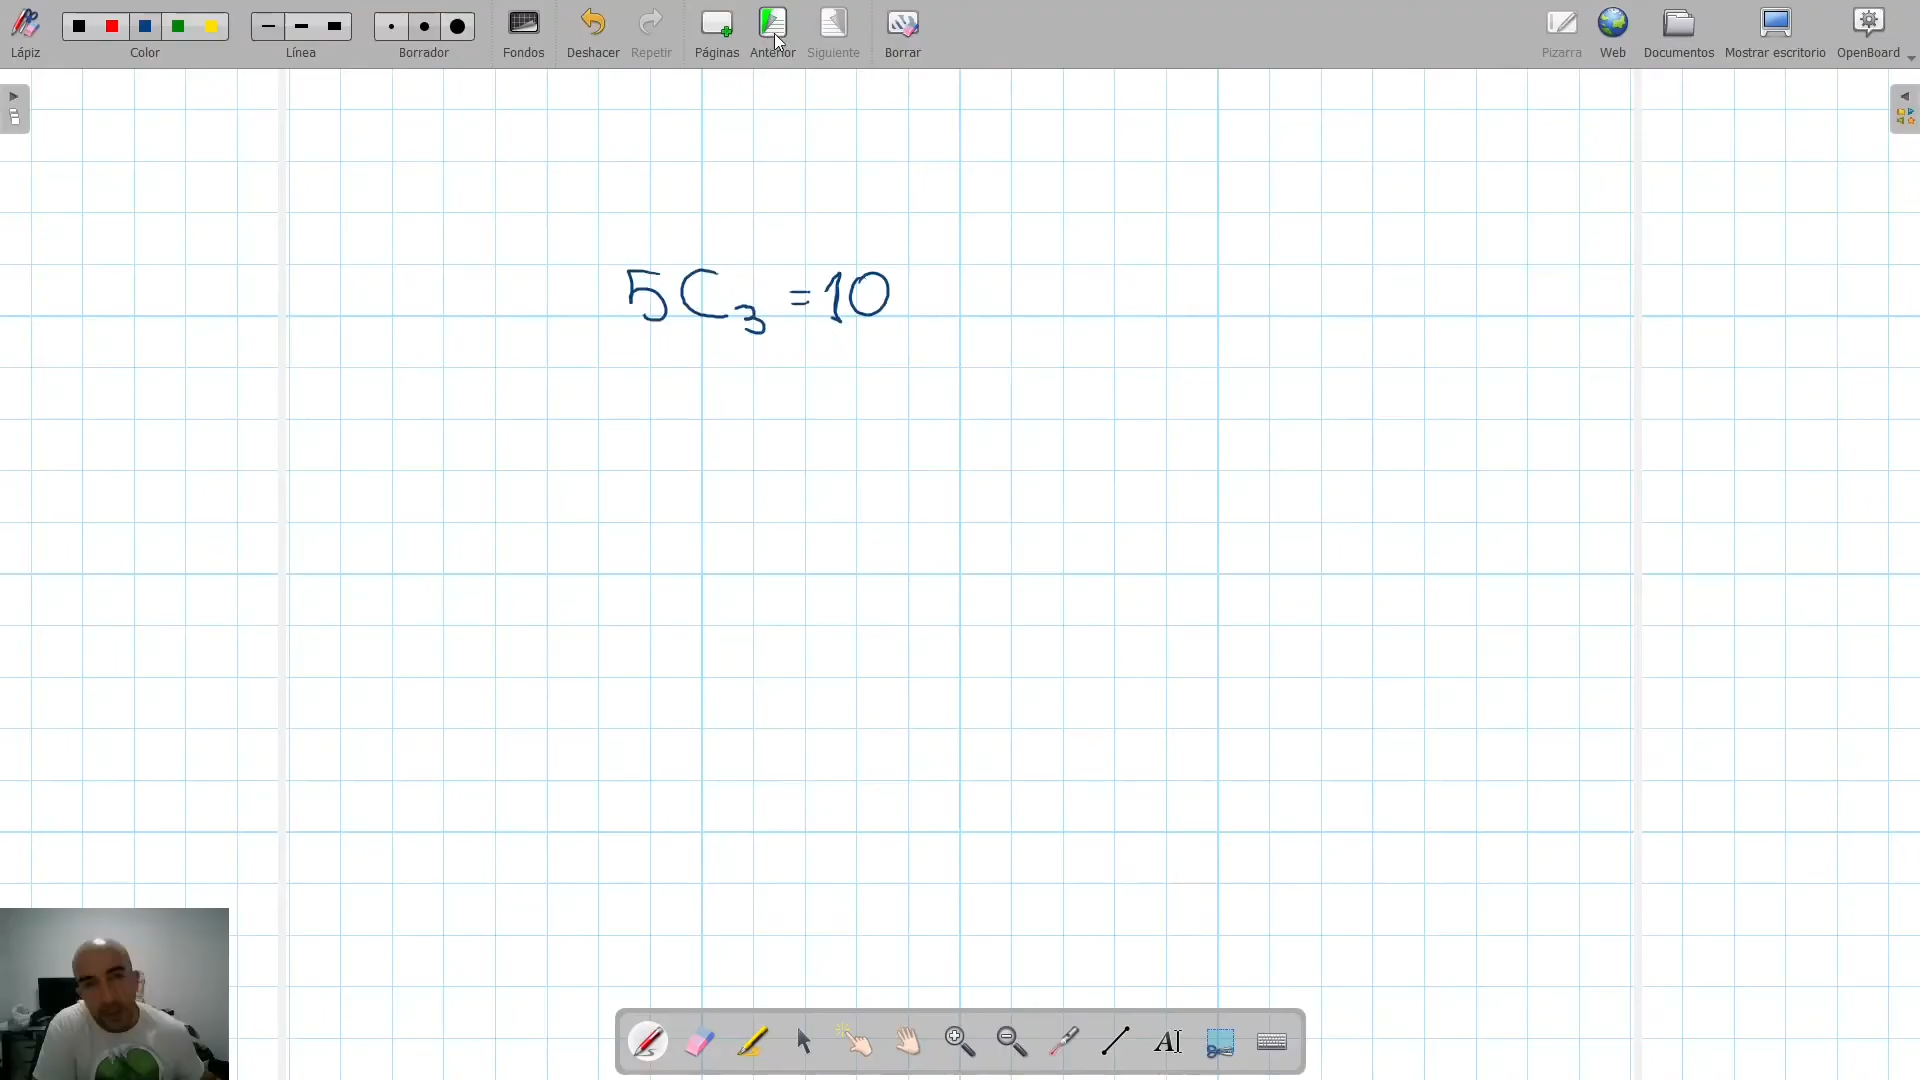 Lápiz
Color
Línea
Borrador
Fondos
Deshacer
Repetir
Páginas
Anterior
Siguiente
Borrar
Pizarra
Web
Documentos
Mostrar escritorio
OpenBoard
5C₃ = 10